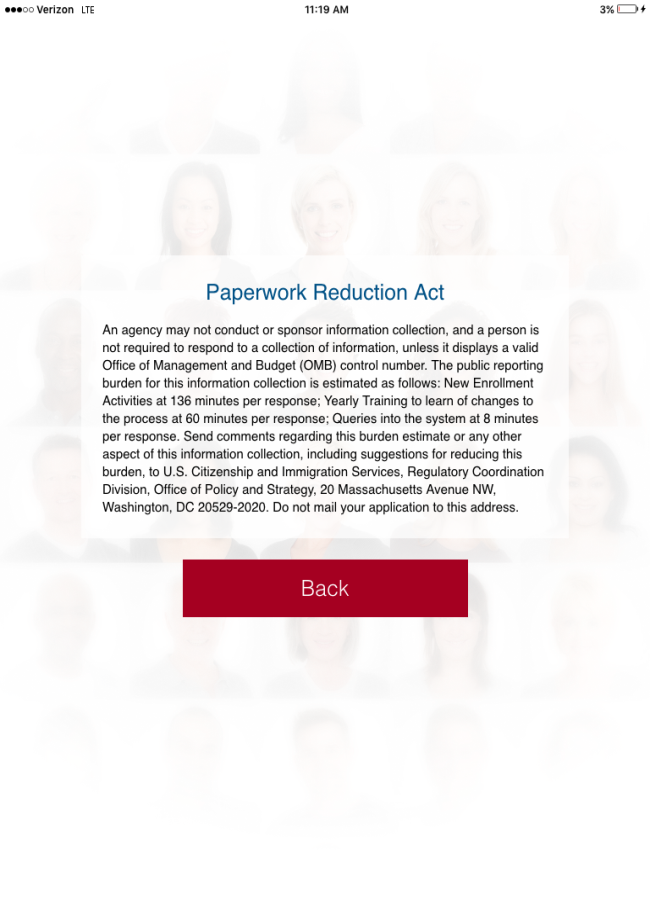 Verizon LTE 11:19 AM 3%
Paperwork Reduction Act
An agency may not conduct or sponsor information collection, and a person is
not required to respond to a collection of information, unless it displays a valid
Office of Management and Budget (OMB) control number. The public reporting
burden for this information collection is estimated as follows: New Enrollment
Activities at 136 minutes per response; Yearly Training to learn of changes to
the process at 60 minutes per response; Queries into the system at 8 minutes
per response. Send comments regarding this burden estimate or any other
aspect of this information collection, including suggestions for reducing this
burden, to U.S. Citizenship and Immigration Services, Regulatory Coordination
Division, Office of Policy and Strategy, 20 Massachusetts Avenue NW,
Washington, DC 20529-2020. Do not mail your application to this address.
Back